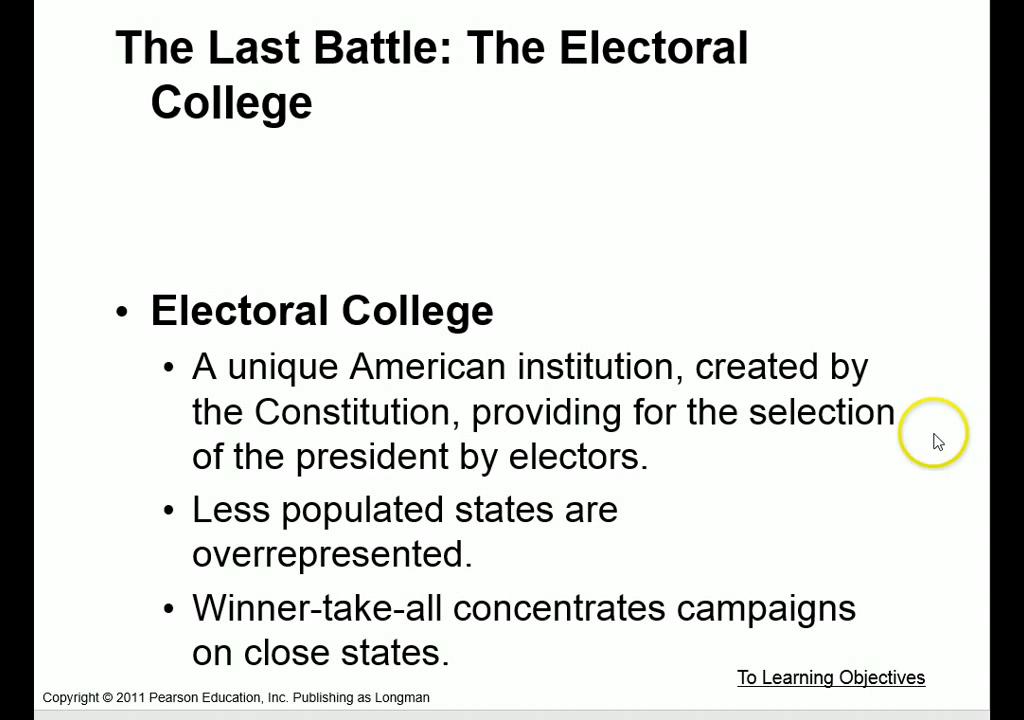 The Last Battle: The Electoral
College
• Electoral College
• A unique American institution, created by
the Constitution, providing for the selection
of the president by electors.
• Less populated states are
overrepresented.
• Winner-take-all concentrates campaigns
on close states.
To Learning Objectives
Copyright © 2011 Pearson Education, Inc. Publishing as Longman